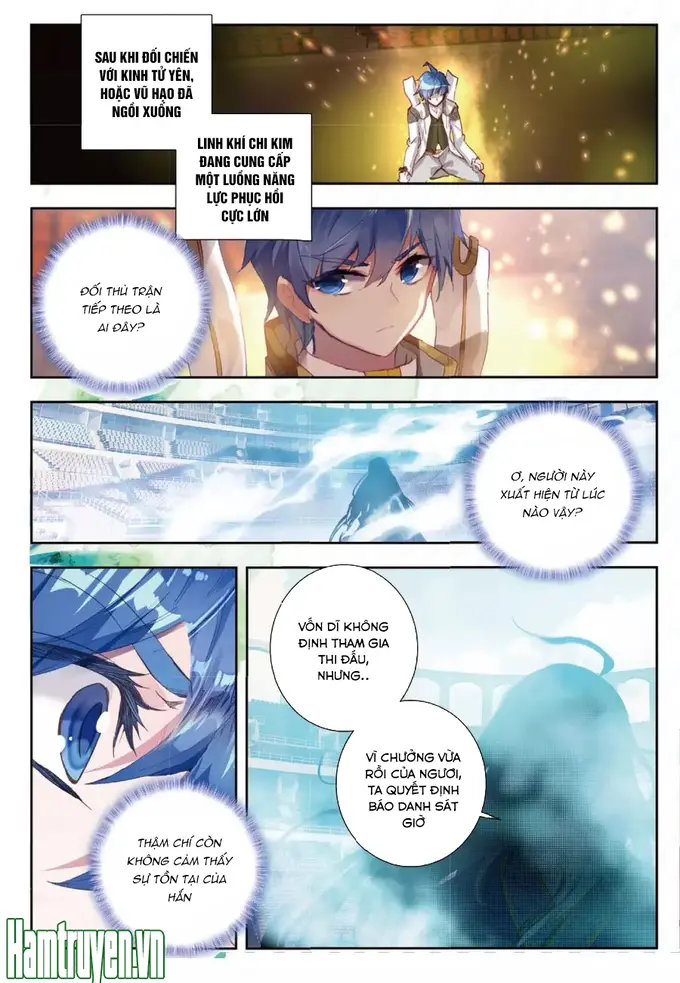 SAU KHI ĐỐI CHIẾN
VỚI KINH TỬ YÊN,
HOẶC VŨ HẠO ĐÃ
NGỒI XUỐNG
LINH KHÍ CHI KIM
ĐANG CUNG CẤP
MỘT LUỒNG NĂNG
LỰC PHỤC HỒI
CỰC LỚN
ĐỐI THỦ TRẬN
TIẾP THEO LÀ
AI ĐÂY?
Ơ, NGƯỜI NÀY
XUẤT HIỆN TỪ LÚC
NÀO VẬY?
VỐN DĨ KHÔNG
ĐỊNH THAM GIA
THI ĐẤU,
NHƯNG..
VÌ CHƯỞNG VỪA
RỒI CỦA NGƯƠI,
TA QUYẾT ĐỊNH
BÁO DANH SÁT
GIỜ
THẬM CHÍ CÒN
KHÔNG CẢM THẤY
SỰ TỒN TẠI CỦA
HẮN
Hamtruyen.vn